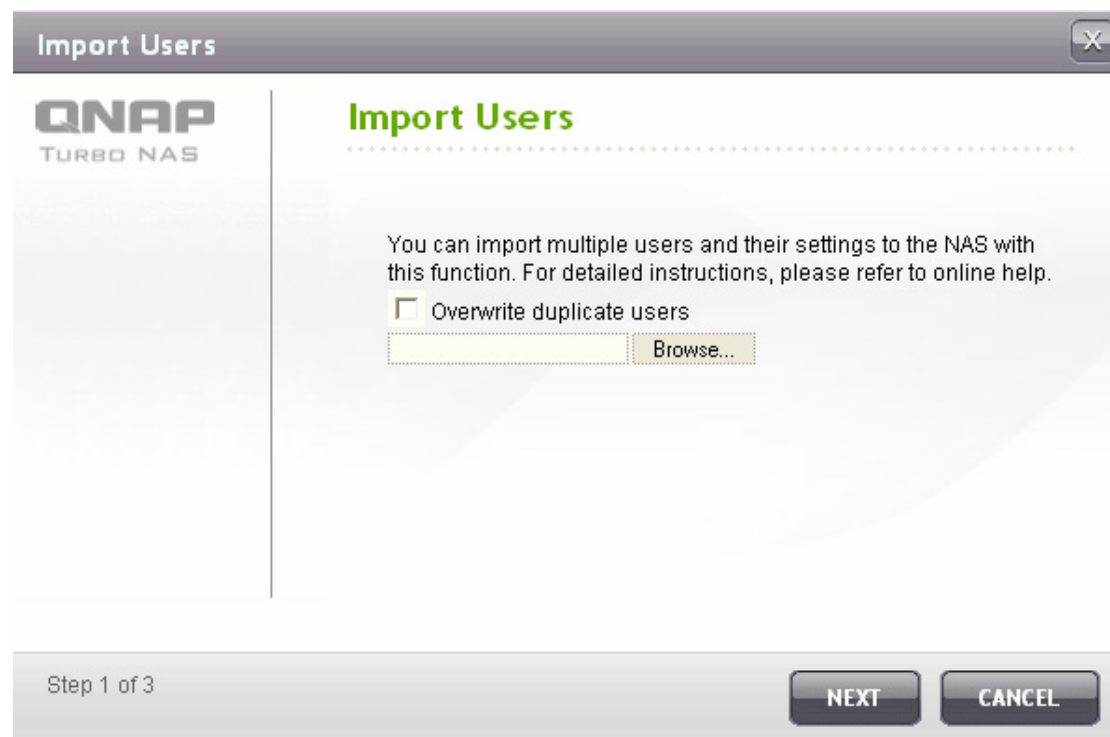 Import Users
X
QNAP
TURBO NAS
Import Users
You can import multiple users and their settings to the NAS with
this function. For detailed instructions, please refer to online help.
Overwrite duplicate users
Browse...
Step 1 of 3
NEXT
CANCEL